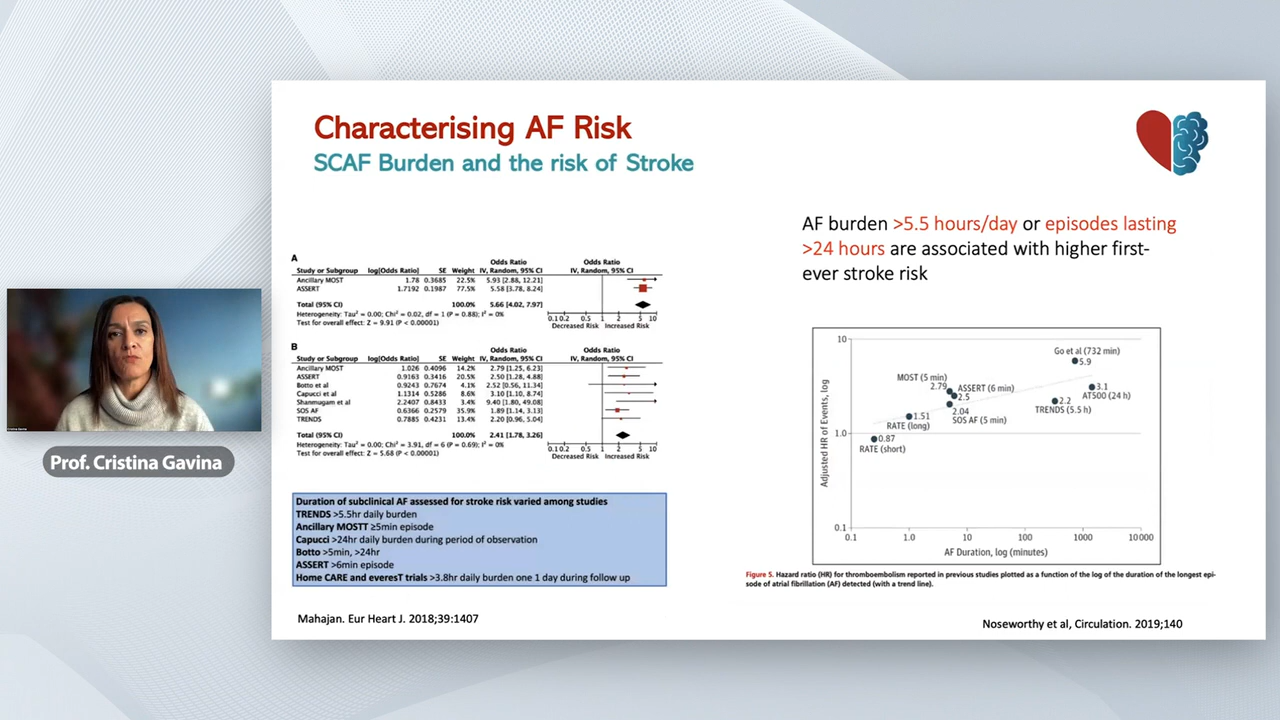 Characterising AF Risk
SCAF Burden and the risk of Stroke
A
Odds Ratio Odds Ratio
Study or Subgroup log[Odds Ratio] SE Weight IV, Random, 95% CI IV, Random, 95% CI
Ancillary MOST 1.78 0.3685 22.5% 5.93 [2.88, 12.21]
ASSERT 1.7192 0.1987 77.5% 5.58 [3.78, 8.24]
Total (95% CI) 100.0% 5.66 [4.02, 7.97]
Heterogeneity: Tau² = 0.00; Chi² = 0.02, df = 1 (P = 0.88); I² = 0%
Test for overall effect: Z = 9.91 (P < 0.00001)
0.1 0.2 0.5 1 2 5 10
Decreased Risk Increased Risk
B
Odds Ratio Odds Ratio
Study or Subgroup log[Odds Ratio] SE Weight IV, Random, 95% CI IV, Random, 95% CI
Ancillary MOST 1.026 0.4096 14.2% 2.79 [1.25, 6.23]
ASSERT 0.9163 0.3416 20.5% 2.50 [1.28, 4.88]
Botto et al 0.9243 0.7674 4.1% 2.52 [0.56, 11.34]
Capucci et al 1.1314 0.5286 8.6% 3.10 [1.10, 8.74]
Shanmugam et al 2.2407 0.8433 3.4% 9.40 [1.80, 49.08]
SOS AF 0.6366 0.2579 35.9% 1.89 [1.14, 3.13]
TRENDS 0.7885 0.4231 13.4% 2.20 [0.96, 5.04]
Total (95% CI) 100.0% 2.41 [1.78, 3.26]
Heterogeneity: Tau² = 0.00; Chi² = 3.91, df = 6 (P = 0.69); I² = 0%
Test for overall effect: Z = 5.68 (P < 0.00001)
0.1 0.2 0.5 1 2 5 10
Decreased Risk Increased Risk
Duration of subclinical AF assessed for stroke risk varied among studies
TRENDS >5.5hr daily burden
Ancillary MOSTT ≥5min episode
Capucci >24hr daily burden during period of observation
Botto >5min, >24hr
ASSERT >6min episode
Home CARE and everesT trials >3.8hr daily burden one 1 day during follow up
Mahajan. Eur Heart J. 2018;39:1407
AF burden >5.5 hours/day or episodes lasting
>24 hours are associated with higher first-
ever stroke risk
Adjusted HR of Events, log
10
1.0
0.1
Go et al (732 min)
5.9
MOST (5 min)
2.79
ASSERT (6 min)
2.5
3.1
AT500 (24 h)
2.2
TRENDS (5.5 h)
2.04
SOS AF (5 min)
1.51
RATE (long)
0.87
RATE (short)
0.1 1.0 10 100 1000 10000
AF Duration, log (minutes)
Figure 5. Hazard ratio (HR) for thromboembolism reported in previous studies plotted as a function of the log of the duration of the longest epi-
sode of atrial fibrillation (AF) detected (with a trend line).
Noseworthy et al, Circulation. 2019;140
Prof. Cristina Gavina